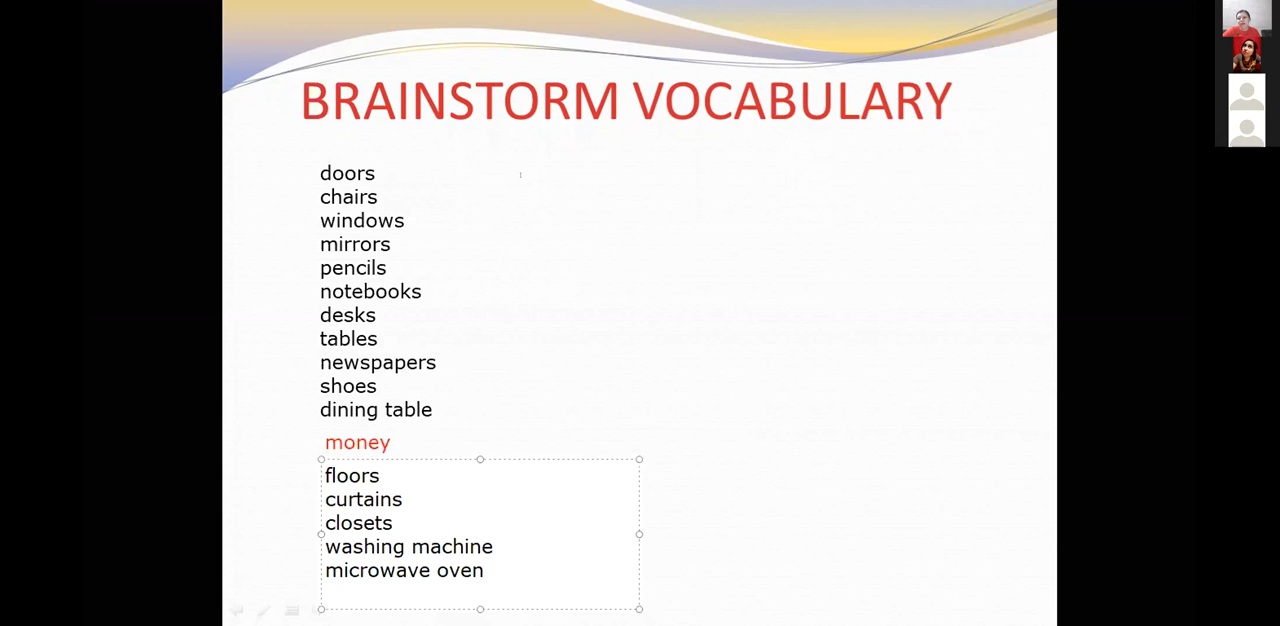 BRAINSTORM VOCABULARY
doors
chairs
windows
mirrors
pencils
notebooks
desks
tables
newspapers
shoes
dining table
money
floors
curtains
closets
washing machine
microwave oven